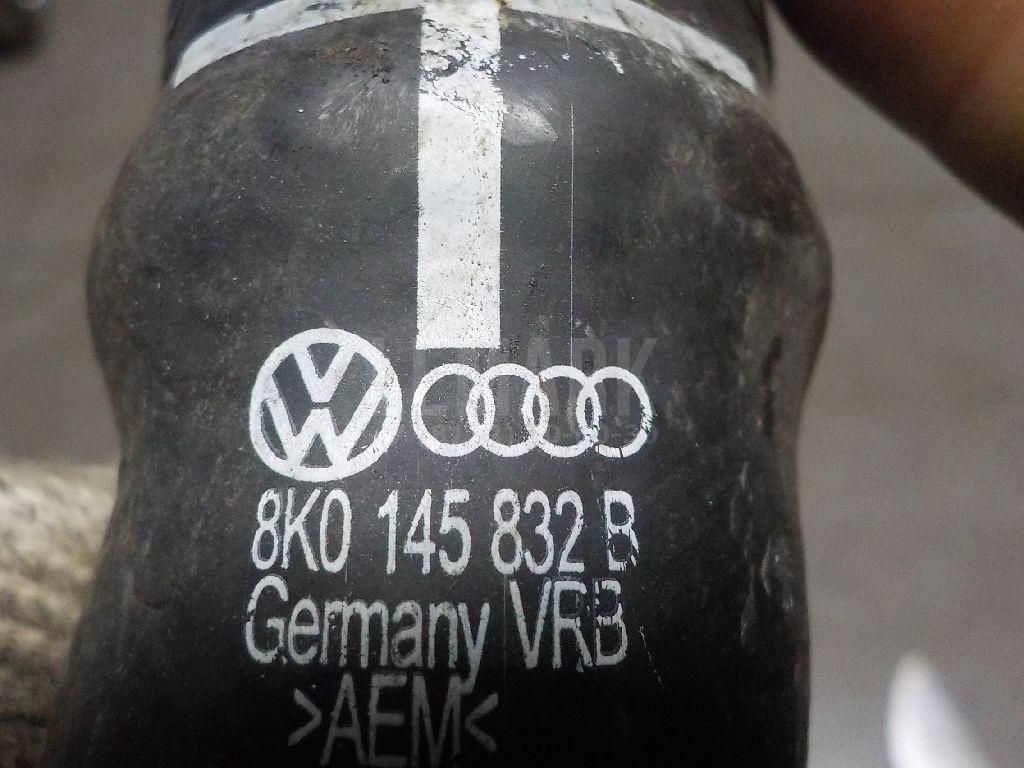 8K0 145 832 B
Germany VRB
>AEM<